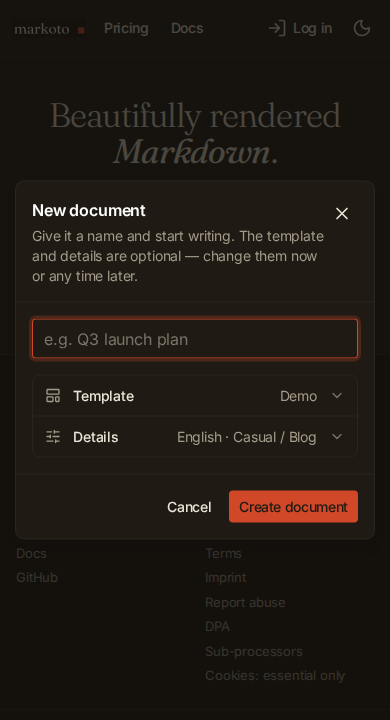 markoto
Pricing
Docs
Log in
Beautifully rendered
Markdown.
New document
Give it a name and start writing. The template
and details are optional — change them now
or any time later.
e.g. Q3 launch plan
Template
Demo
Details
English · Casual / Blog
Cancel
Create document
Docs
Terms
GitHub
Imprint
Report abuse
DPA
Sub-processors
Cookies: essential only